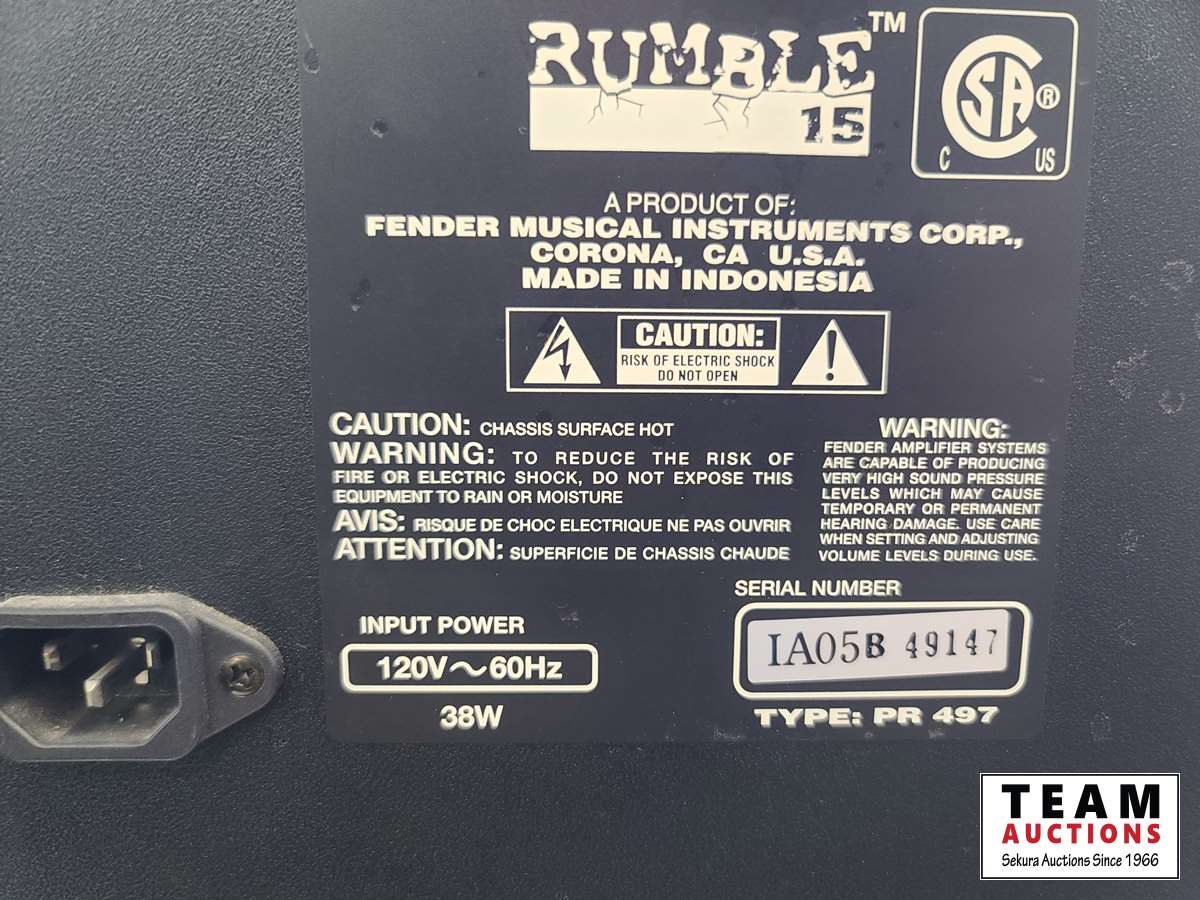 RUMBLE™
15
CSA®
C US
A PRODUCT OF:
FENDER MUSICAL INSTRUMENTS CORP.,
CORONA, CA U.S.A.
MADE IN INDONESIA
CAUTION:
RISK OF ELECTRIC SHOCK
DO NOT OPEN
CAUTION: CHASSIS SURFACE HOT
WARNING: TO REDUCE THE RISK OF
FIRE OR ELECTRIC SHOCK, DO NOT EXPOSE THIS
EQUIPMENT TO RAIN OR MOISTURE
AVIS: RISQUE DE CHOC ELECTRIQUE NE PAS OUVRIR
ATTENTION: SUPERFICIE DE CHASSIS CHAUDE
WARNING:
FENDER AMPLIFIER SYSTEMS
ARE CAPABLE OF PRODUCING
VERY HIGH SOUND PRESSURE
LEVELS WHICH MAY CAUSE
TEMPORARY OR PERMANENT
HEARING DAMAGE. USE CARE
WHEN SETTING AND ADJUSTING
VOLUME LEVELS DURING USE.
INPUT POWER
120V~60Hz
38W
SERIAL NUMBER
IA05B 49147
TYPE: PR 497
TEAM
AUCTIONS
Sekura Auctions Since 1966